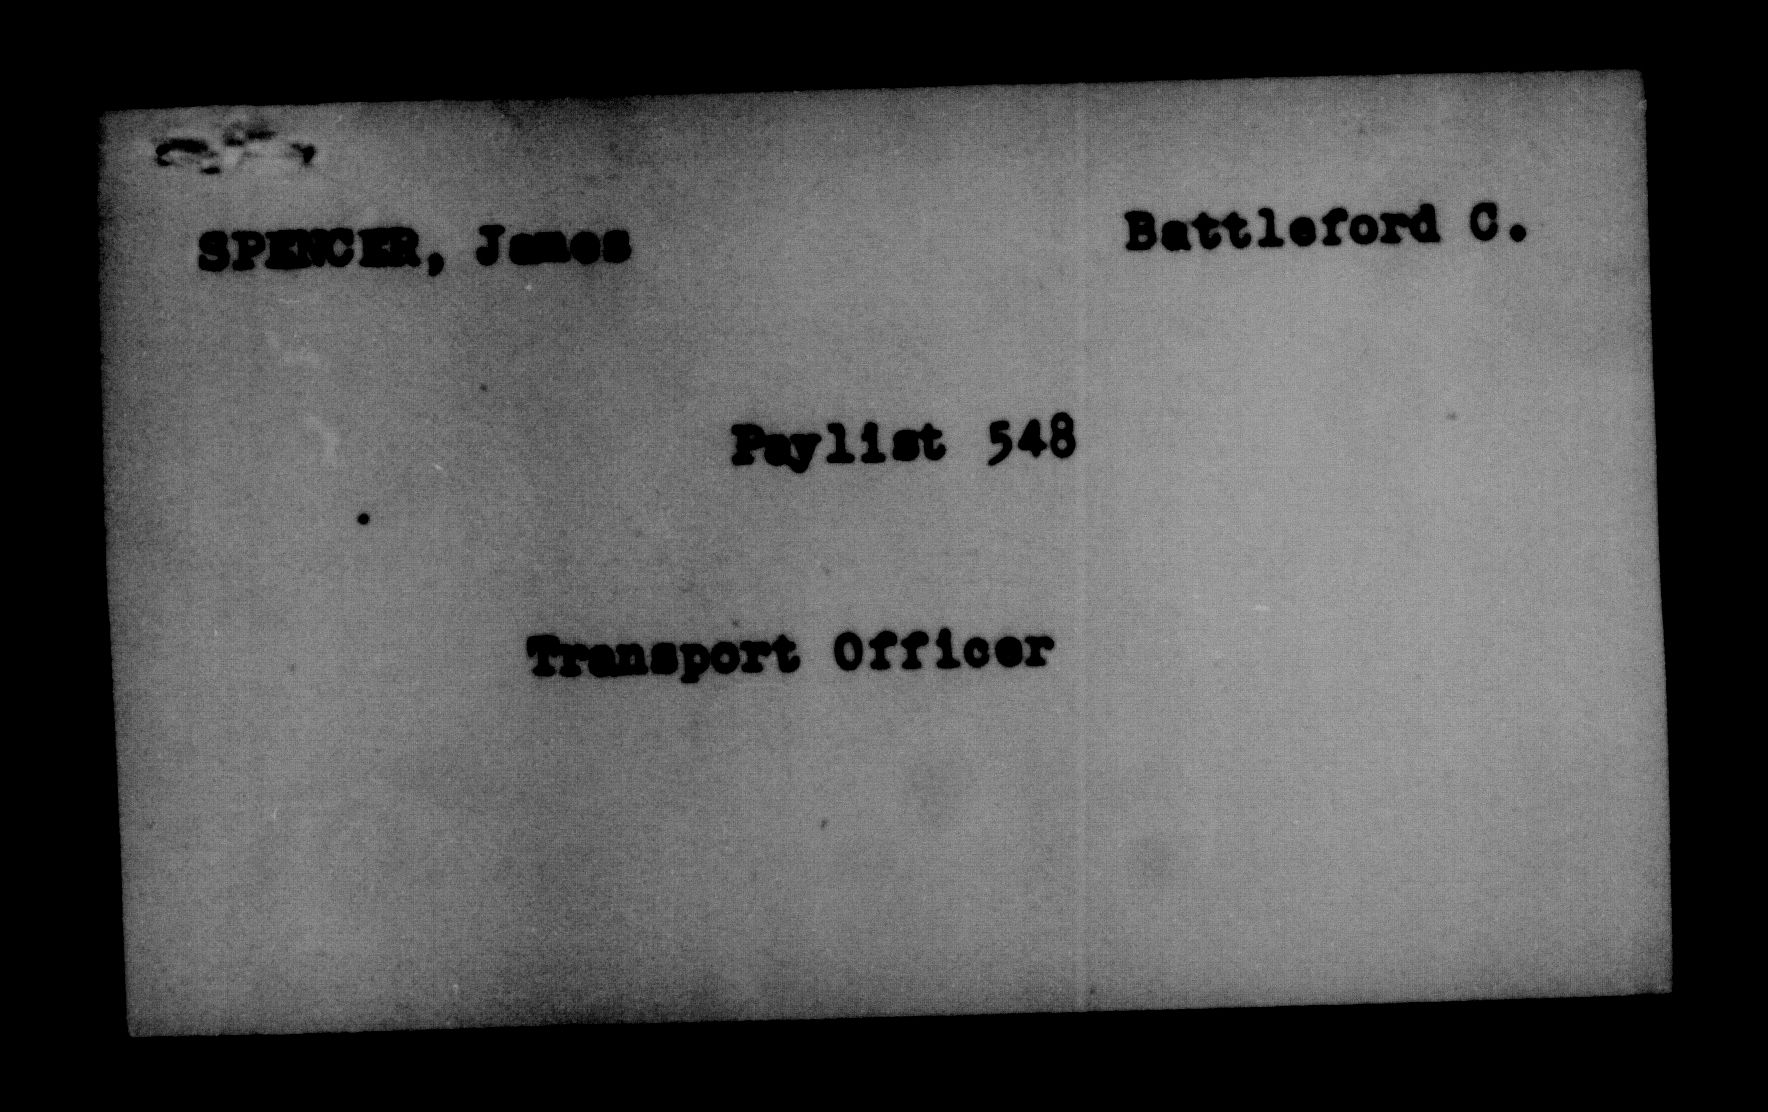 SPENCER, James Battleford C.
Paylist 548
Transport Officer